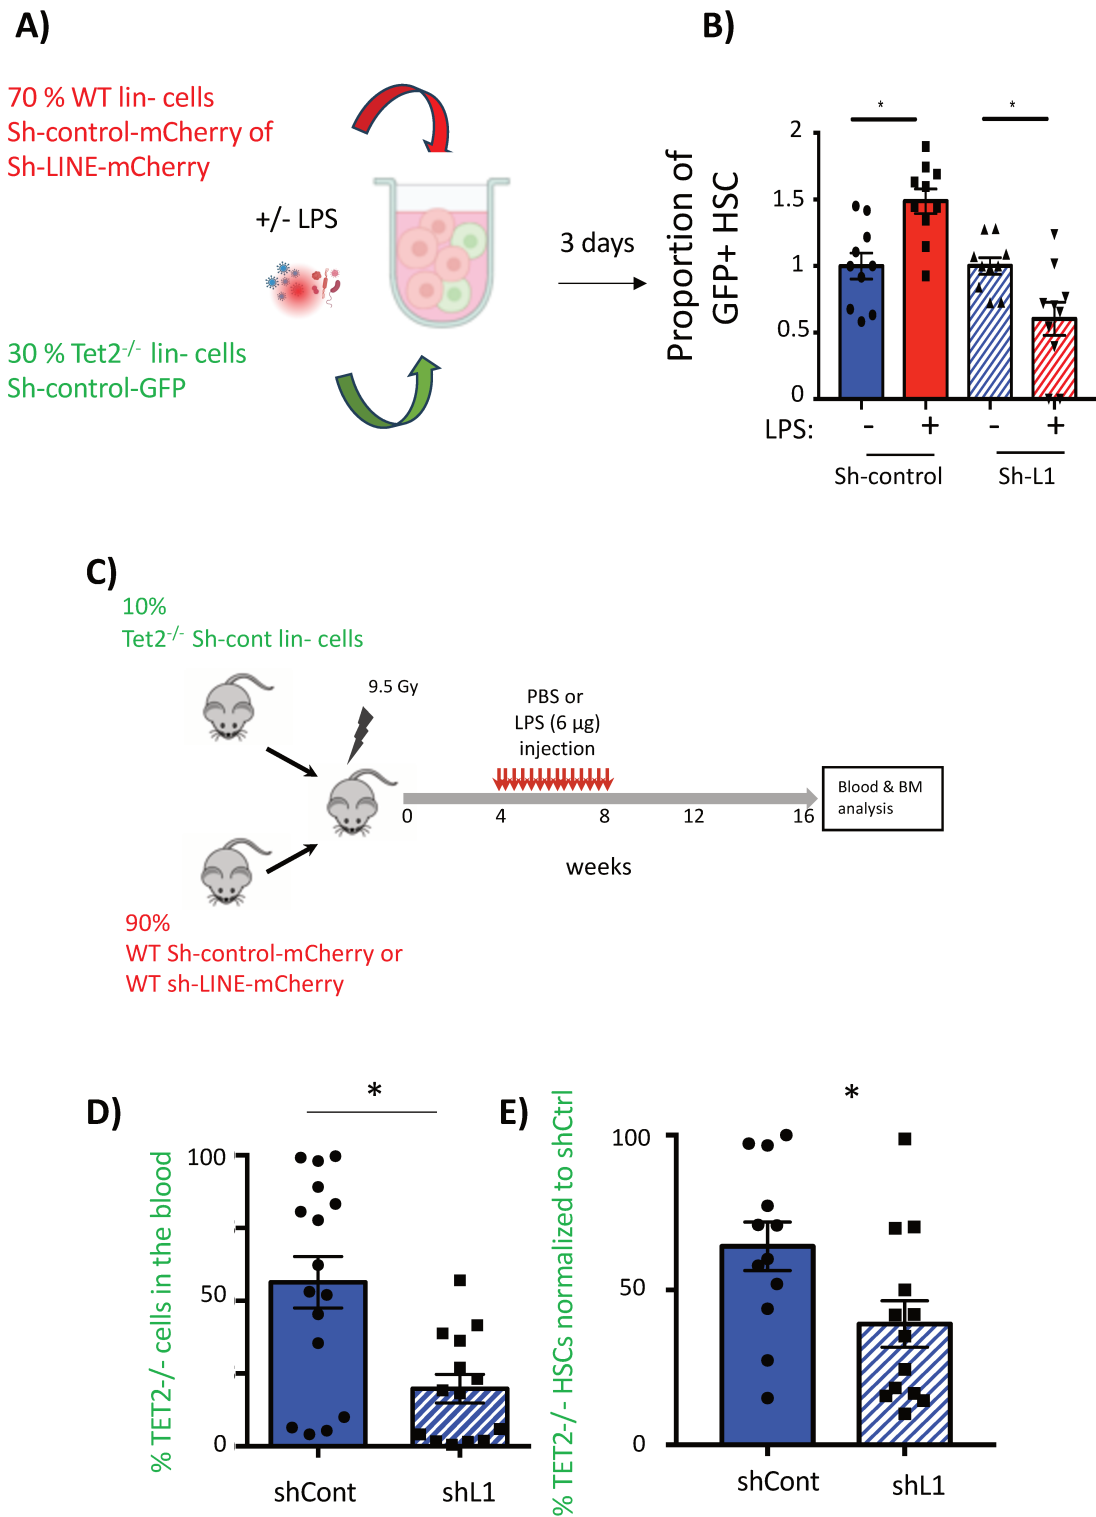 A)
70 % WT lin- cells
Sh-control-mCherry of
Sh-LINE-mCherry
+/- LPS
3 days
30 % Tet2-/- lin- cells
Sh-control-GFP
B)
* *
Proportion of
GFP+ HSC
2
1.5
1
0.5
0
LPS: - + - +
Sh-control Sh-L1
C)
10%
Tet2-/- Sh-cont lin- cells
9.5 Gy
PBS or
LPS (6 µg)
injection
0 4 8 12 16
weeks
Blood & BM
analysis
90%
WT Sh-control-mCherry or
WT sh-LINE-mCherry
D)
*
% TET2-/- cells in the blood
100
50
0
shCont shL1
E)
*
% TET2-/- HSCs normalized to shCtrl
100
50
0
shCont shL1